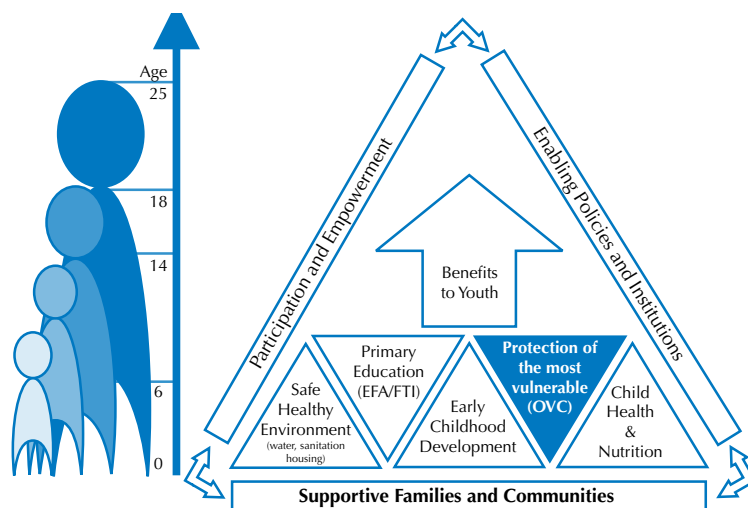 Age
25
18
14
6
0
Participation and Empowerment
Enabling Policies and Institutions
Benefits
to Youth
Primary
Education
(EFA/FTI)
Protection of
the most
vulnerable
(OVC)
Safe
Healthy
Environment
(water, sanitation
housing)
Early
Childhood
Development
Child
Health
&
Nutrition
Supportive Families and Communities